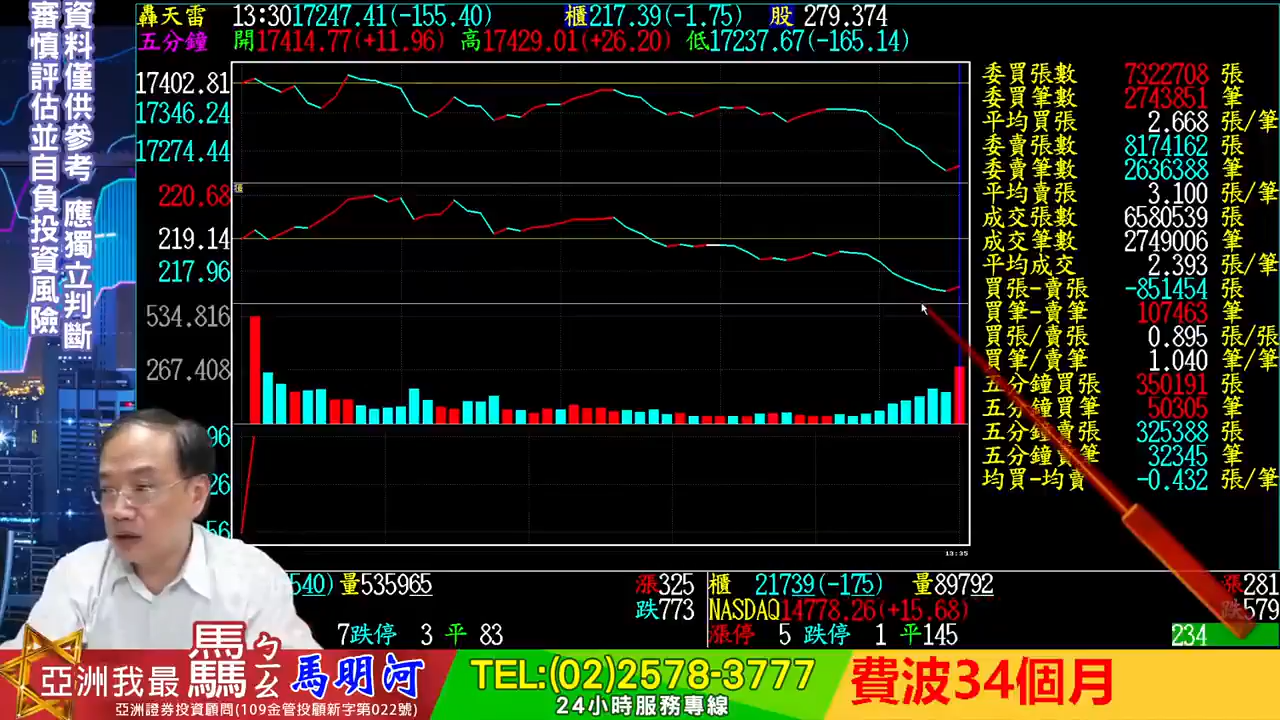 資料僅供參考 應獨立判斷
審慎評估並自負投資風險
轟天雷 13:30 17247.41(-155.40) 櫃217.39(-1.75) 股 279.374
五分鐘 開17414.77(+11.96) 高17429.01(+26.20) 低17237.67(-165.14)
17402.81
17346.24
17274.44
220.68
219.14
217.96
534.816
267.408
96
26
56
13:35
委買張數 7322708 張
委買筆數 2743851 筆
平均買張 2.668 張/筆
委賣張數 8174162 張
委賣筆數 2636388 筆
平均賣張 3.100 張/筆
成交張數 6580539 張
成交筆數 2749006 筆
平均成交 2.393 張/筆
買張-賣張 -851454 張
買筆-賣筆 107463 筆
買張/賣張 0.895 張/張
買筆/賣筆 1.040 筆/筆
五分鐘買張 350191 張
五分鐘買筆 50305 筆
五分鐘賣張 325388 張
五分鐘賣筆 32345 筆
均買-均賣 -0.432 張/筆
540) 量535965 漲325 櫃 21739(-175) 量89792 漲281
跌773 NASDAQ14778.26(+15.68) 跌579
7跌停 3 平 83 漲停 5 跌停 1 平145 234
亞洲我最驫ㄅㄧㄠ馬明河
亞洲證券投資顧問(109金管投顧新字第022號)
TEL:(02)2578-3777
24小時服務專線
費波34個月